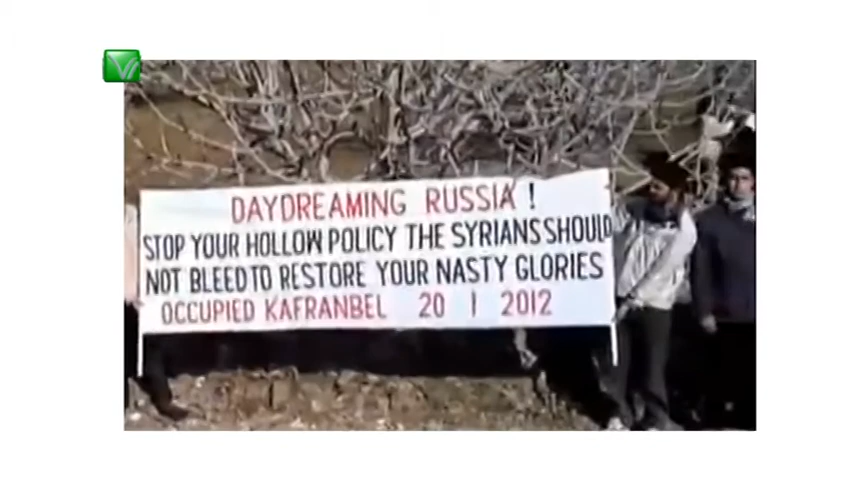 DAYDREAMING RUSSIA !
STOP YOUR HOLLOW POLICY THE SYRIANS SHOULD
NOT BLEED TO RESTORE YOUR NASTY GLORIES
OCCUPIED KAFRANBEL 20 1 2012